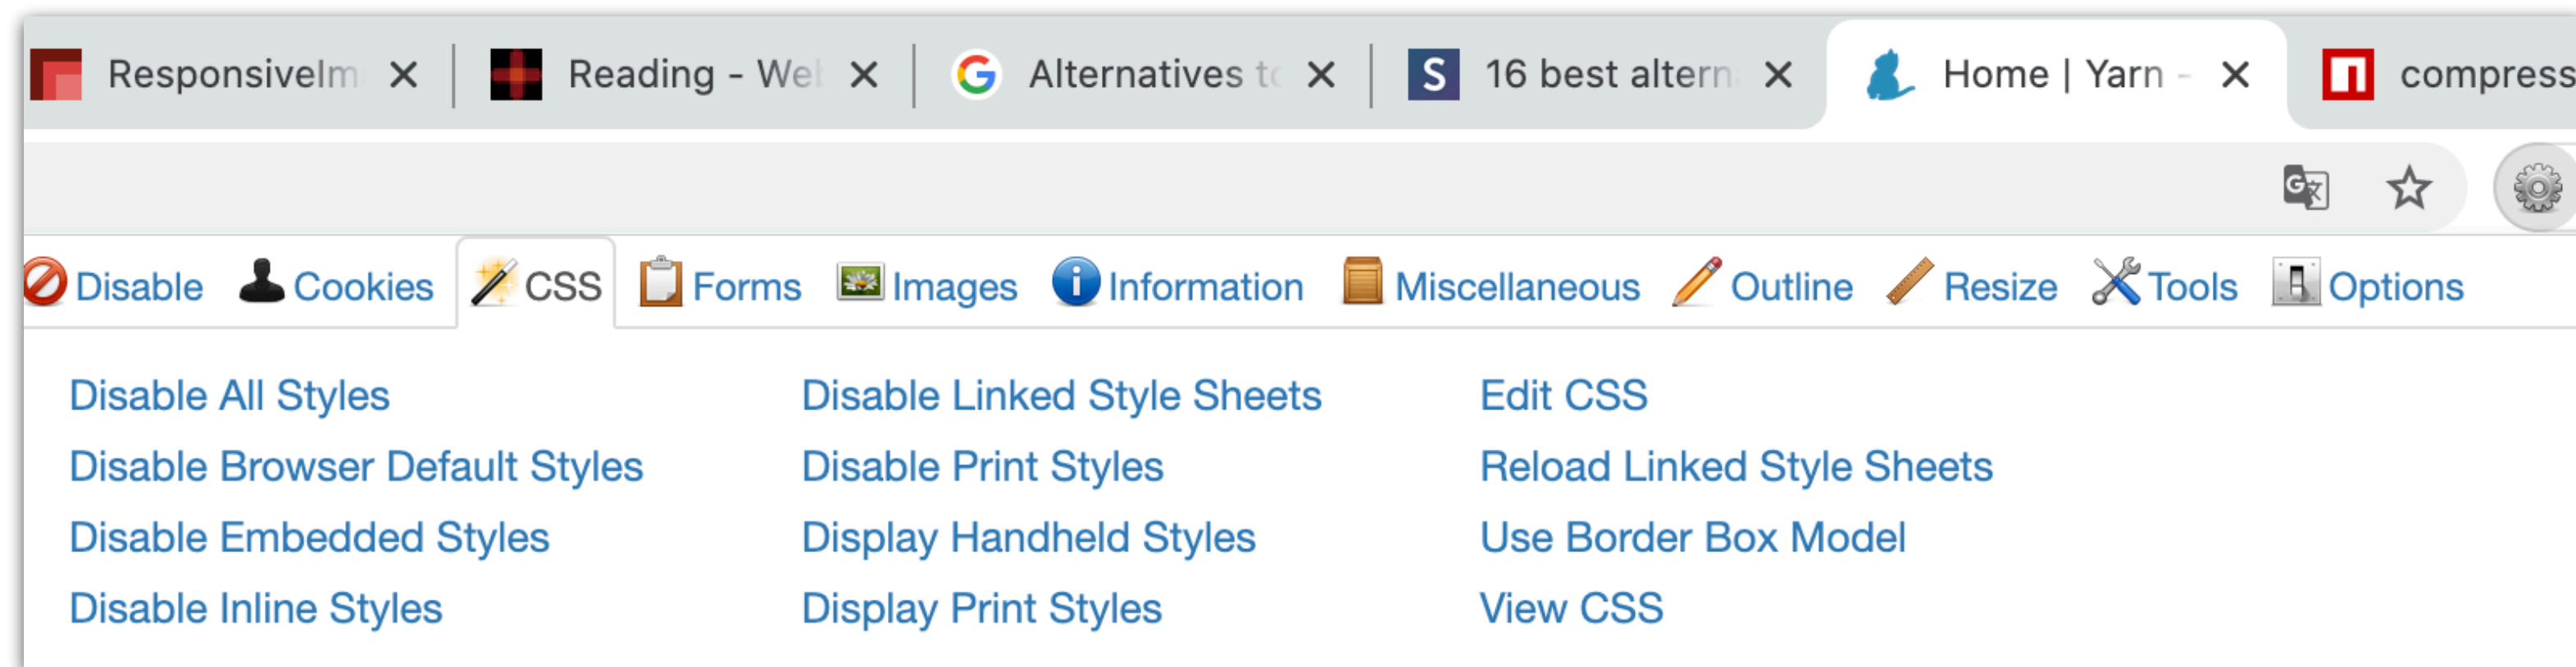 ResponsiveIm Reading - Web Alternatives to 16 best altern Home | Yarn - compress
Disable Cookies CSS Forms Images Information Miscellaneous Outline Resize Tools Options
Disable All Styles Disable Linked Style Sheets Edit CSS
Disable Browser Default Styles Disable Print Styles Reload Linked Style Sheets
Disable Embedded Styles Display Handheld Styles Use Border Box Model
Disable Inline Styles Display Print Styles View CSS